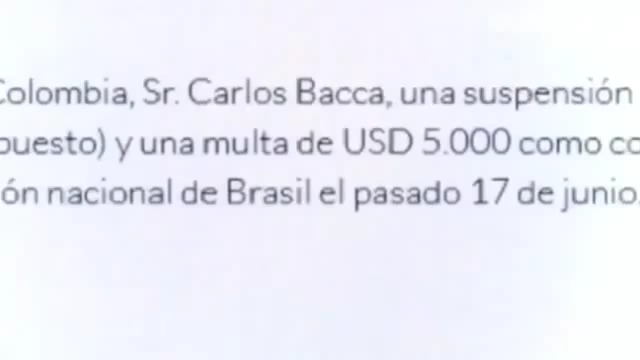 Colombia, Sr. Carlos Bacca, una suspensión
puesto) y una multa de USD 5.000 como co
ón nacional de Brasil el pasado 17 de junio.